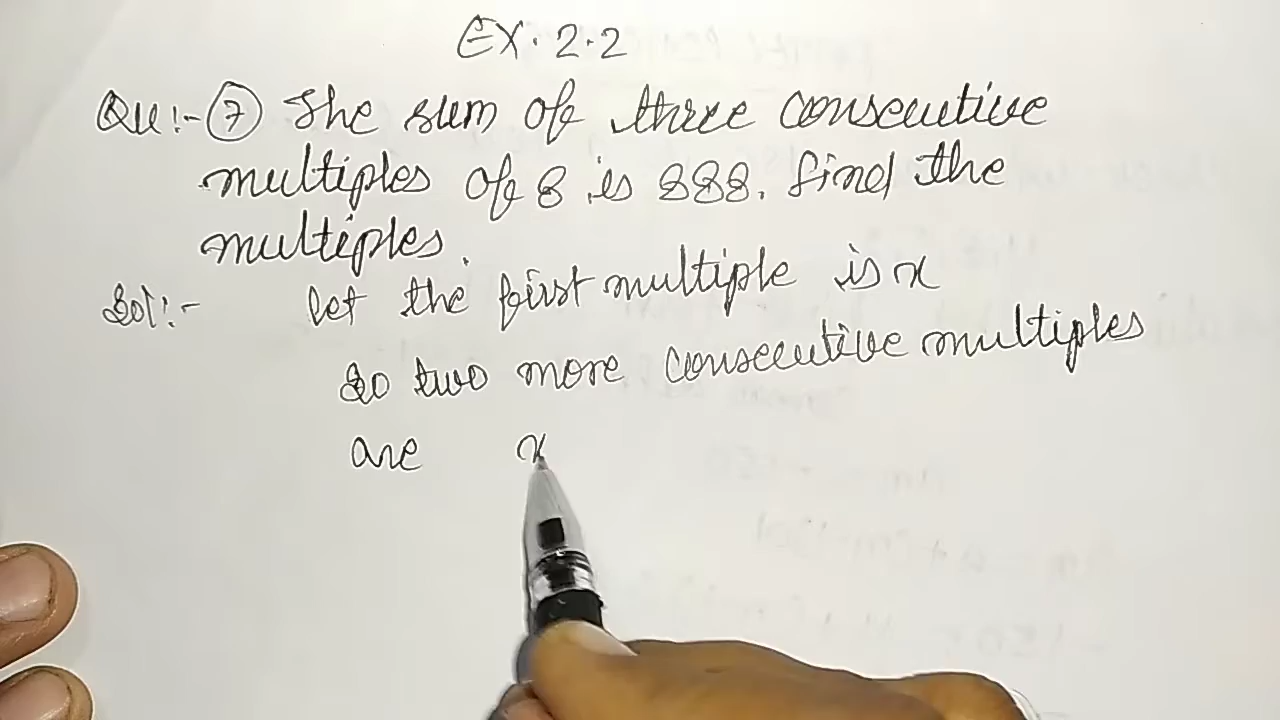 EX. 2.2
Qu:- 7 The sum of three consecutive
multiples of 8 is 888. find the
multiples.
Sol:- let the first multiple is x
So two more consecutive multiples
are x